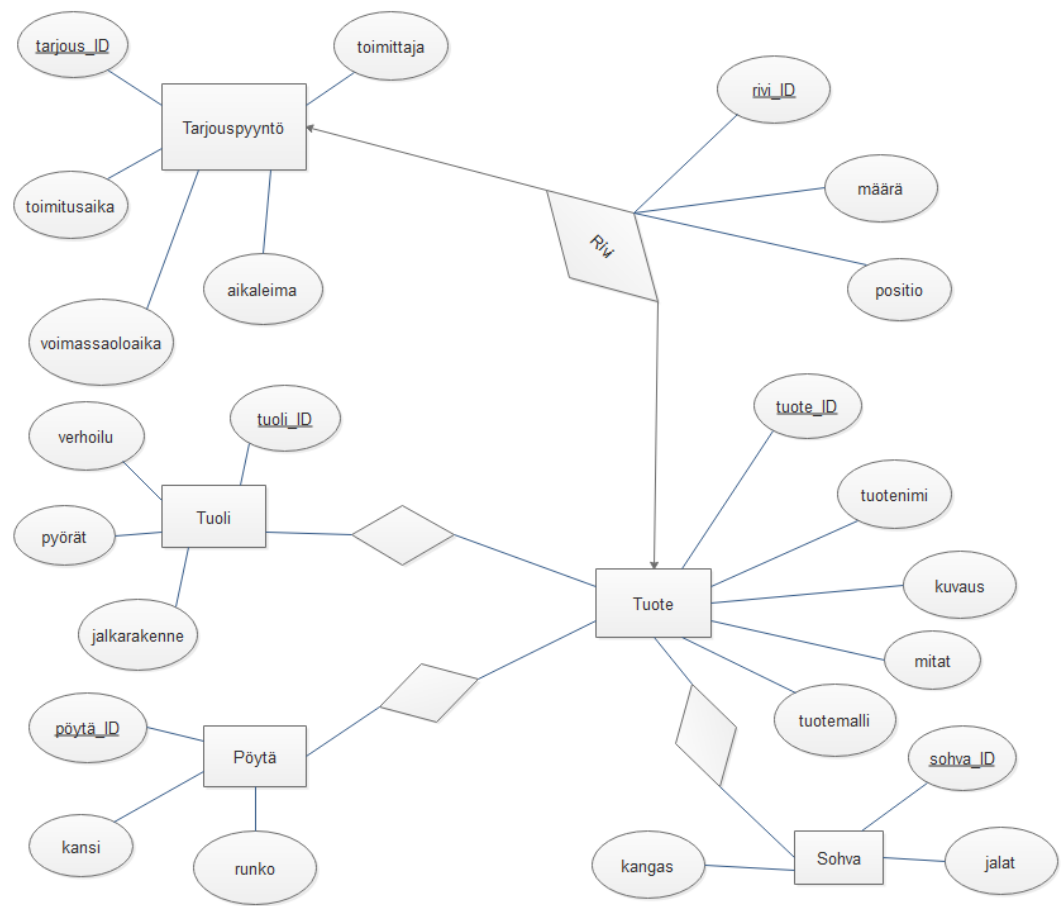 tarjous_ID
toimittaja
Tarjouspyyntö
toimitusaika
aikaleima
voimassaoloaika
rivi_ID
määrä
positio
Rivi
verhoilu
tuoli_ID
Tuoli
pyörät
jalkarakenne
tuote_ID
tuotenimi
kuvaus
Tuote
mitat
tuotemalli
pöytä_ID
Pöytä
kansi
runko
sohva_ID
Sohva
kangas
jalat